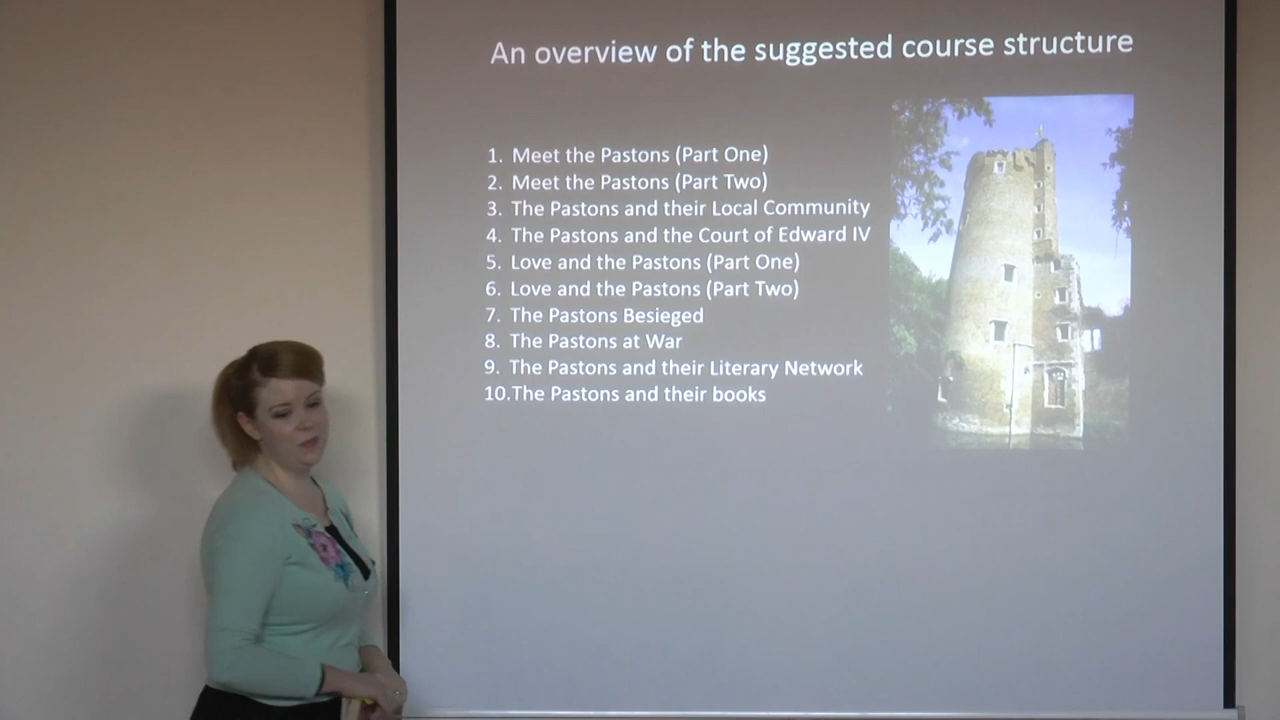 An overview of the suggested course structure
1. Meet the Pastons (Part One)
2. Meet the Pastons (Part Two)
3. The Pastons and their Local Community
4. The Pastons and the Court of Edward IV
5. Love and the Pastons (Part One)
6. Love and the Pastons (Part Two)
7. The Pastons Besieged
8. The Pastons at War
9. The Pastons and their Literary Network
10.The Pastons and their books